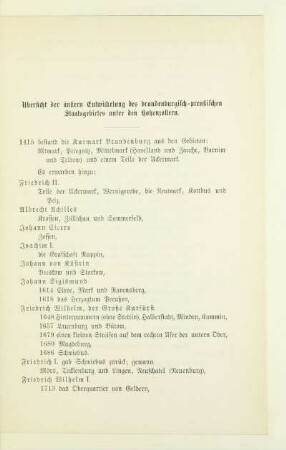 Übersicht der äußern Entwickelung des brandenburgisch-preußischen
Staatsgebietes unter den Hohenzollern.
1415 bestand die Kurmark Brandenburg aus den Gebieten:
Altmark, Priegnitz, Mittelmark (Havelland und Zauche, Barnim
und Teltow) und einem Teile der Uckermark.
Es erwarben hinzu:
Friedrich II.
Teile der Uckermark, Wernigerode, die Neumark, Kottbus und
Peiz,
Albrecht Achilles
Krossen, Züllichau und Sommerfeld,
Johann Cicero
Zossen,
Joachim I.
die Grafschaft Ruppin,
Johann von Küstrin
Beeskow und Storkow,
Johann Sigismund
1614 Cleve, Mark und Ravensberg,
1618 das Herzogtum Preußen,
Friedrich Wilhelm, der Große Kurfürst
1648 Hinterpommern (ohne Stettin), Halberstadt, Minden, Cammin,
1657 Lauenburg und Bütow,
1679 einen kleinen Streifen auf dem rechten Ufer der untern Oder,
1680 Magdeburg,
1686 Schwiebus.
Friedrich I. gab Schwiebus zurück; gewann
Mörs, Tecklenburg und Lingen, Neuschatel (Neuenburg),
Friedrich Wilhelm I.
1713 das Oberquartier von Geldern,